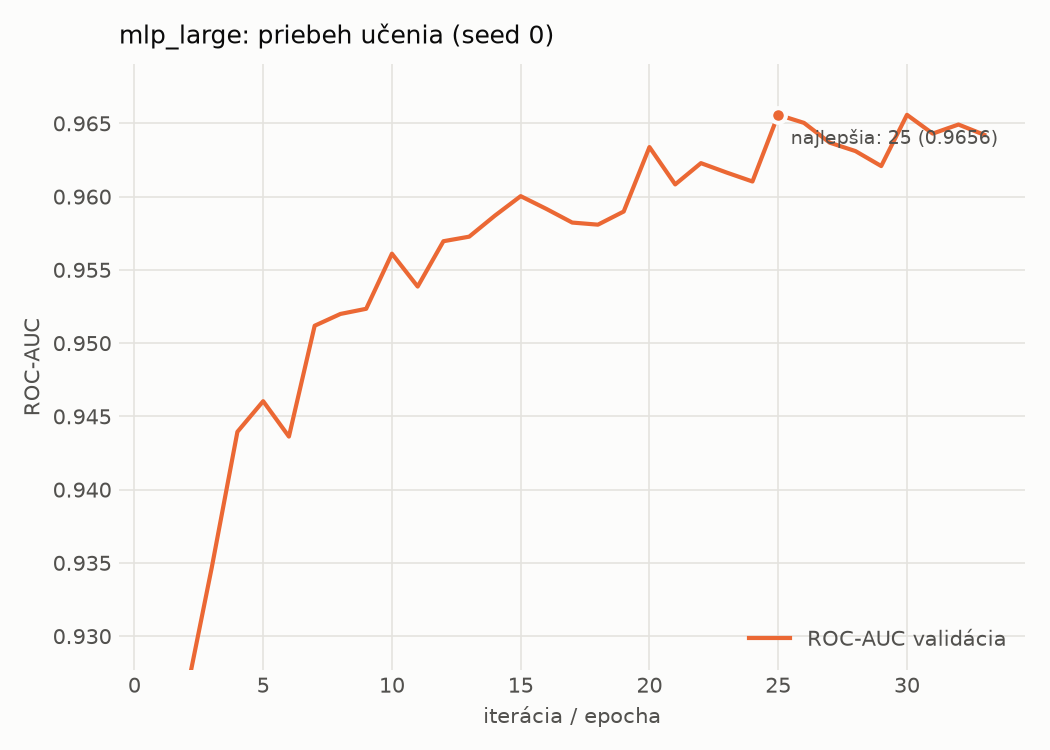 mlp_large: priebeh učenia (seed 0)
0.965
najlepšia: 25 (0.9656)
0.960
0.955
0.950
0.945
0.940
0.935
0.930
ROC-AUC
ROC-AUC validácia
0 5 10 15 20 25 30
iterácia / epocha